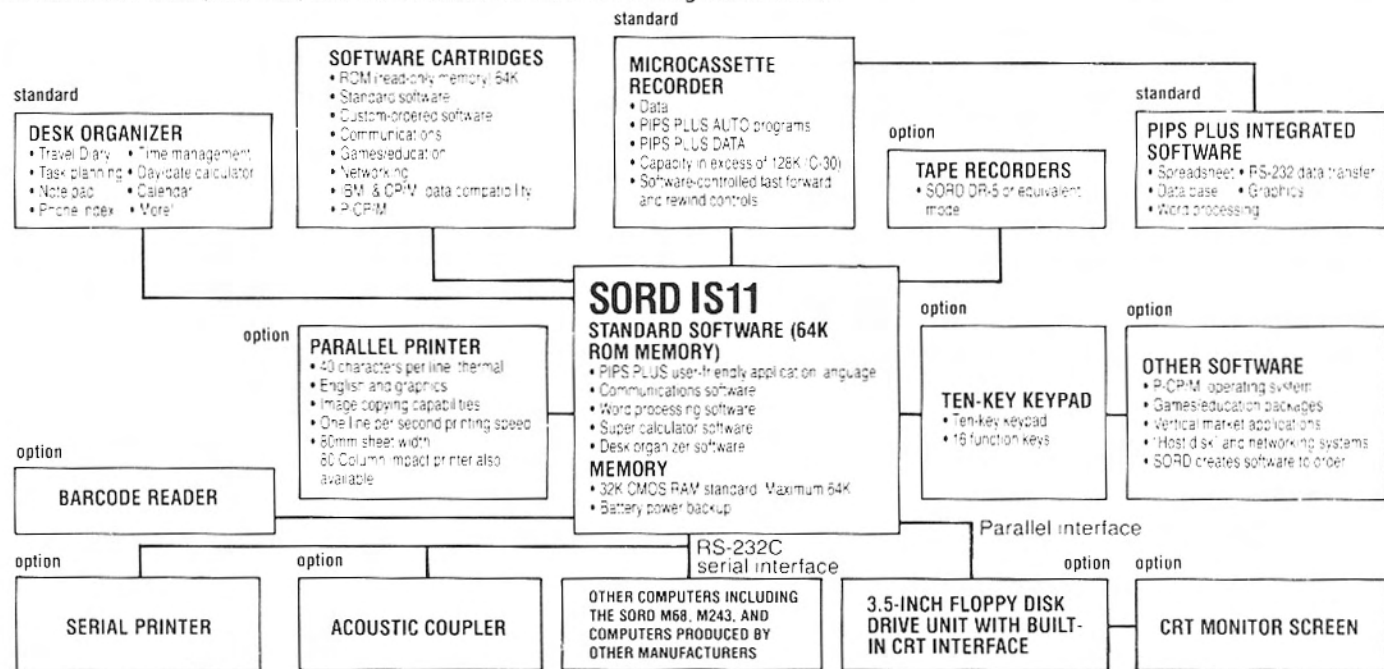 standard
DESK ORGANIZER
• Travel Diary • Time management
• Task planning • Day-date calculator
• Note pad • Calendar
• Phone index • More!
SOFTWARE CARTRIDGES
• ROM (read-only memory) 64K
• Standard software
• Custom-ordered software
• Communications
• Games/education
• Networking
• IBM & CP/M data compatibility
• P-CP/M
standard
MICROCASSETTE
RECORDER
• Data
• PIPS PLUS AUTO programs
• PIPS PLUS DATA
• Capacity in excess of 128K (C-30)
• Software-controlled fast forward
and rewind controls
option
TAPE RECORDERS
• SORD DR-5 or equivalent
mode
standard
PIPS PLUS INTEGRATED
SOFTWARE
• Spreadsheet • RS-232 data transfer
• Data base • Graphics
• Word processing
option
PARALLEL PRINTER
• 40 characters per line, thermal
• English and graphics
• Image copying capabilities
• One line per second printing speed
• 80mm sheet width
80 Column impact printer also
available
SORD IS11
STANDARD SOFTWARE (64K
ROM MEMORY)
• PIPS PLUS user-friendly application language
• Communications software
• Word processing software
• Super calculator software
• Desk organizer software
MEMORY
• 32K CMOS RAM standard. Maximum 64K
• Battery power backup
option
TEN-KEY KEYPAD
• Ten-key keypad
• 16 function keys
option
OTHER SOFTWARE
• P-CP/M operating system
• Games/education packages
• Vertical market applications
• "Host disk" and networking systems
• SORD creates software to order
option
BARCODE READER
Parallel interface
RS-232C
serial interface
option
SERIAL PRINTER
option
ACOUSTIC COUPLER
OTHER COMPUTERS INCLUDING
THE SORD M68, M243, AND
COMPUTERS PRODUCED BY
OTHER MANUFACTURERS
option
3.5-INCH FLOPPY DISK
DRIVE UNIT WITH BUILT-
IN CRT INTERFACE
option
CRT MONITOR SCREEN